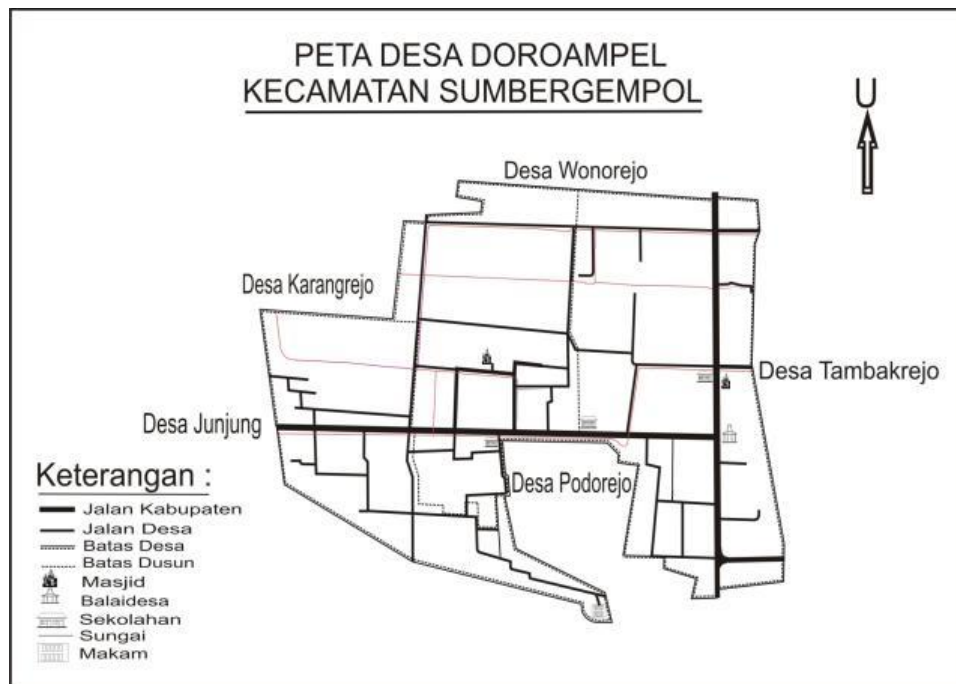 PETA DESA DOROAMPEL
KECAMATAN SUMBERGEMPOL
U
Desa Wonorejo
Desa Karangrejo
Desa Tambakrejo
Desa Junjung
Desa Podorejo
Keterangan :
Jalan Kabupaten
Jalan Desa
Batas Desa
Batas Dusun
Masjid
Balaidesa
Sekolahan
Sungai
Makam